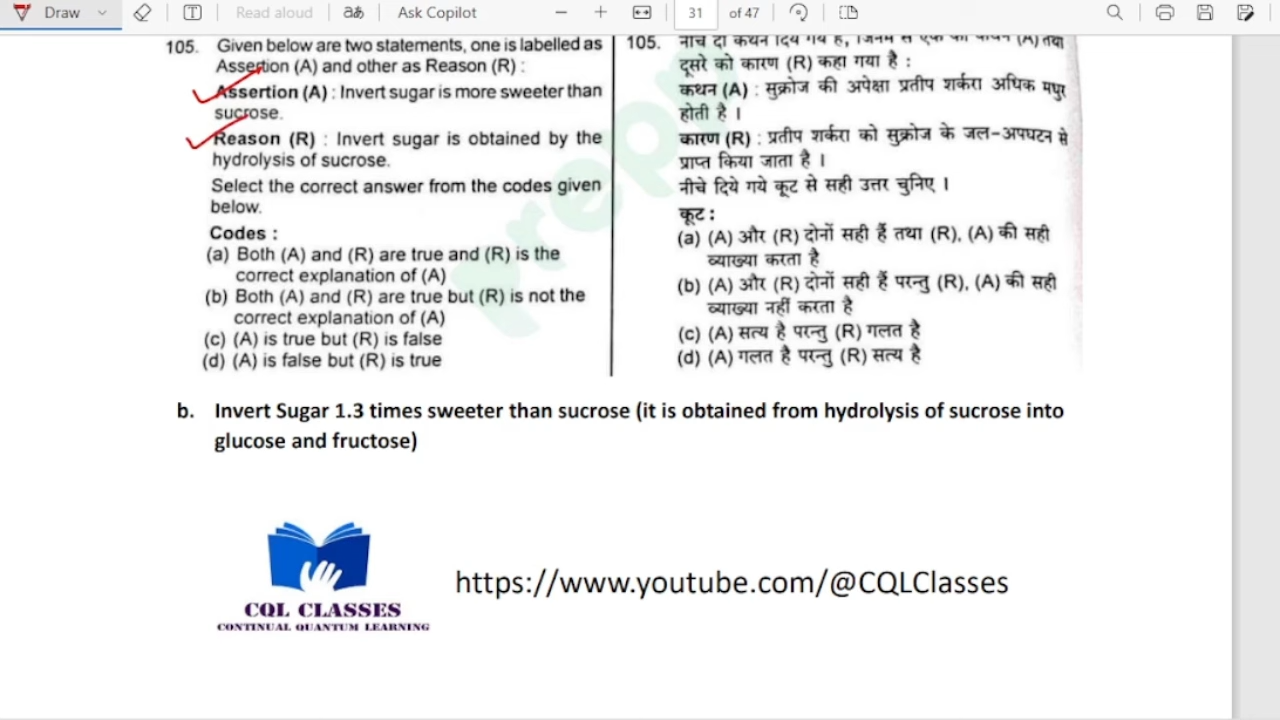 Draw
Read aloud
Ask Copilot
31
of 47
105. Given below are two statements, one is labelled as
Assertion (A) and other as Reason (R) :
Assertion (A) : Invert sugar is more sweeter than
sucrose.
Reason (R) : Invert sugar is obtained by the
hydrolysis of sucrose.
Select the correct answer from the codes given
below.
Codes :
(a) Both (A) and (R) are true and (R) is the
correct explanation of (A)
(b) Both (A) and (R) are true but (R) is not the
correct explanation of (A)
(c) (A) is true but (R) is false
(d) (A) is false but (R) is true
105. नीचे दो कथन दिये गये हैं, जिनमें से एक को कथन (A) तथा
दूसरे को कारण (R) कहा गया है :
कथन (A) : सुक्रोज की अपेक्षा प्रतीप शर्करा अधिक मधुर
होती है ।
कारण (R) : प्रतीप शर्करा को सुक्रोज के जल-अपघटन से
प्राप्त किया जाता है ।
नीचे दिये गये कूट से सही उत्तर चुनिए ।
कूट :
(a) (A) और (R) दोनों सही हैं तथा (R), (A) की सही
व्याख्या करता है
(b) (A) और (R) दोनों सही हैं परन्तु (R), (A) की सही
व्याख्या नहीं करता है
(c) (A) सत्य है परन्तु (R) गलत है
(d) (A) गलत है परन्तु (R) सत्य है
prepp
b. Invert Sugar 1.3 times sweeter than sucrose (it is obtained from hydrolysis of sucrose into
glucose and fructose)
CQL CLASSES
CONTINUAL QUANTUM LEARNING
https://www.youtube.com/@CQLClasses